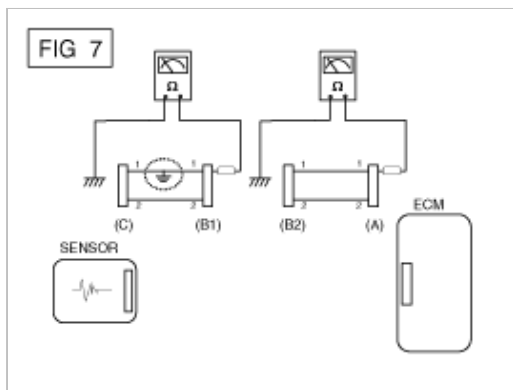 FIG 7
Ω Ω
1 1 1 1
2 2 2 2
(C) (B1) (B2) (A)
ECM
SENSOR